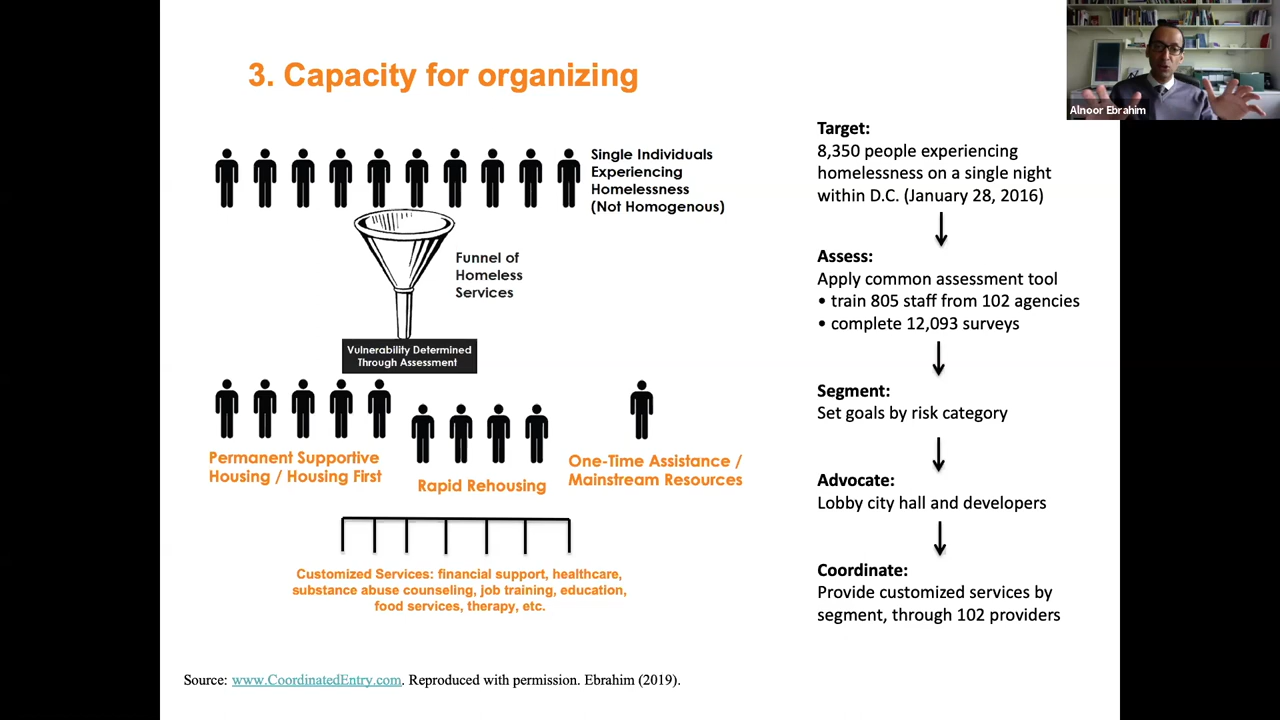 3. Capacity for organizing
Alnoor Ebrahim
Single Individuals
Experiencing
Homelessness
(Not Homogenous)
Funnel of
Homeless
Services
Vulnerability Determined
Through Assessment
Permanent Supportive
Housing / Housing First
Rapid Rehousing
One-Time Assistance /
Mainstream Resources
Customized Services: financial support, healthcare,
substance abuse counseling, job training, education,
food services, therapy, etc.
Target:
8,350 people experiencing
homelessness on a single night
within D.C. (January 28, 2016)
Assess:
Apply common assessment tool
• train 805 staff from 102 agencies
• complete 12,093 surveys
Segment:
Set goals by risk category
Advocate:
Lobby city hall and developers
Coordinate:
Provide customized services by
segment, through 102 providers
Source: www.CoordinatedEntry.com. Reproduced with permission. Ebrahim (2019).